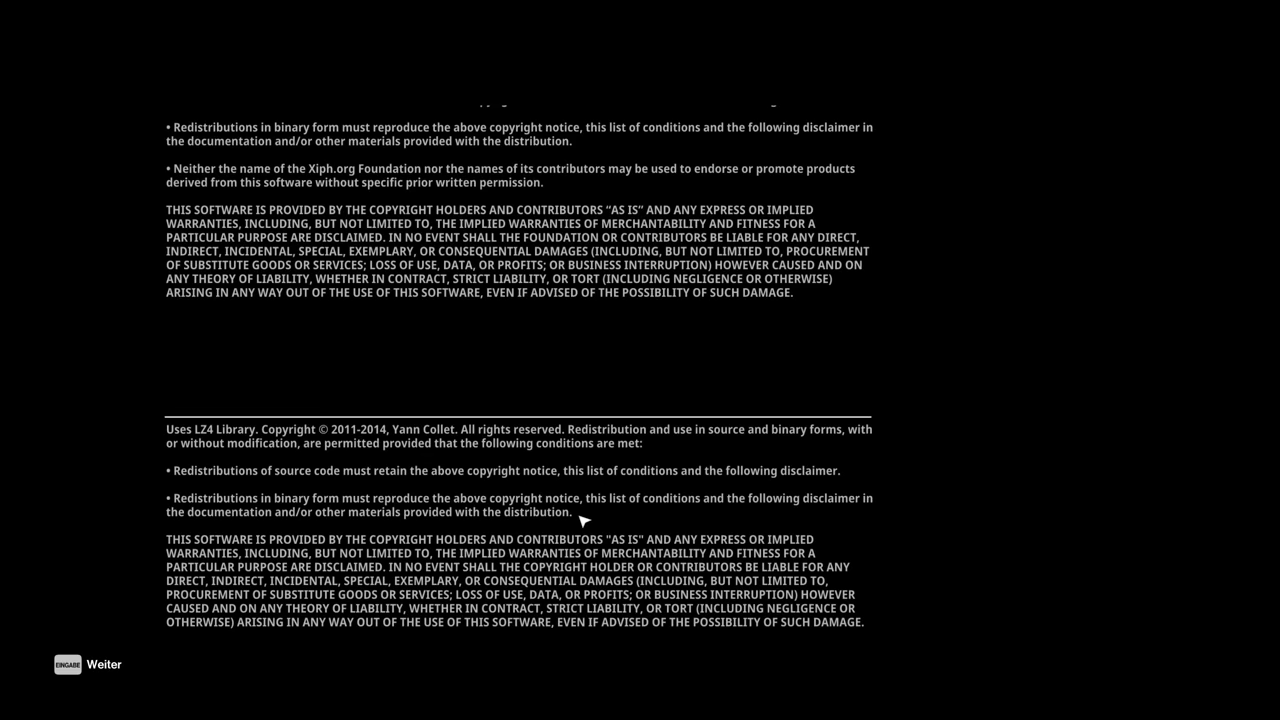 • Redistributions in binary form must reproduce the above copyright notice, this list of conditions and the following disclaimer in
the documentation and/or other materials provided with the distribution.
• Neither the name of the Xiph.org Foundation nor the names of its contributors may be used to endorse or promote products
derived from this software without specific prior written permission.
THIS SOFTWARE IS PROVIDED BY THE COPYRIGHT HOLDERS AND CONTRIBUTORS “AS IS” AND ANY EXPRESS OR IMPLIED
WARRANTIES, INCLUDING, BUT NOT LIMITED TO, THE IMPLIED WARRANTIES OF MERCHANTABILITY AND FITNESS FOR A
PARTICULAR PURPOSE ARE DISCLAIMED. IN NO EVENT SHALL THE FOUNDATION OR CONTRIBUTORS BE LIABLE FOR ANY DIRECT,
INDIRECT, INCIDENTAL, SPECIAL, EXEMPLARY, OR CONSEQUENTIAL DAMAGES (INCLUDING, BUT NOT LIMITED TO, PROCUREMENT
OF SUBSTITUTE GOODS OR SERVICES; LOSS OF USE, DATA, OR PROFITS; OR BUSINESS INTERRUPTION) HOWEVER CAUSED AND ON
ANY THEORY OF LIABILITY, WHETHER IN CONTRACT, STRICT LIABILITY, OR TORT (INCLUDING NEGLIGENCE OR OTHERWISE)
ARISING IN ANY WAY OUT OF THE USE OF THIS SOFTWARE, EVEN IF ADVISED OF THE POSSIBILITY OF SUCH DAMAGE.
Uses LZ4 Library. Copyright © 2011-2014, Yann Collet. All rights reserved. Redistribution and use in source and binary forms, with
or without modification, are permitted provided that the following conditions are met:
• Redistributions of source code must retain the above copyright notice, this list of conditions and the following disclaimer.
• Redistributions in binary form must reproduce the above copyright notice, this list of conditions and the following disclaimer in
the documentation and/or other materials provided with the distribution.
THIS SOFTWARE IS PROVIDED BY THE COPYRIGHT HOLDERS AND CONTRIBUTORS "AS IS" AND ANY EXPRESS OR IMPLIED
WARRANTIES, INCLUDING, BUT NOT LIMITED TO, THE IMPLIED WARRANTIES OF MERCHANTABILITY AND FITNESS FOR A
PARTICULAR PURPOSE ARE DISCLAIMED. IN NO EVENT SHALL THE COPYRIGHT HOLDER OR CONTRIBUTORS BE LIABLE FOR ANY
DIRECT, INDIRECT, INCIDENTAL, SPECIAL, EXEMPLARY, OR CONSEQUENTIAL DAMAGES (INCLUDING, BUT NOT LIMITED TO,
PROCUREMENT OF SUBSTITUTE GOODS OR SERVICES; LOSS OF USE, DATA, OR PROFITS; OR BUSINESS INTERRUPTION) HOWEVER
CAUSED AND ON ANY THEORY OF LIABILITY, WHETHER IN CONTRACT, STRICT LIABILITY, OR TORT (INCLUDING NEGLIGENCE OR
OTHERWISE) ARISING IN ANY WAY OUT OF THE USE OF THIS SOFTWARE, EVEN IF ADVISED OF THE POSSIBILITY OF SUCH DAMAGE.
EINGABE Weiter